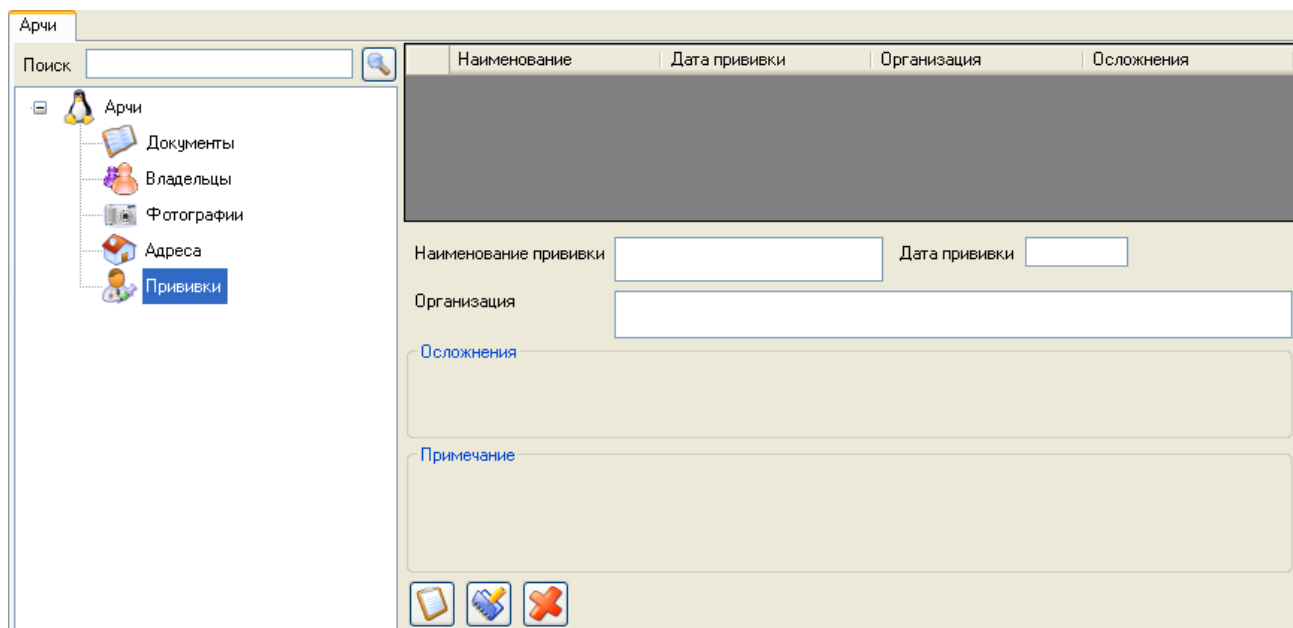 Арчи
Поиск
Арчи
Документы
Владельцы
Фотографии
Адреса
Прививки
Наименование Дата прививки Организация Осложнения
Наименование прививки Дата прививки
Организация
Осложнения
Примечание